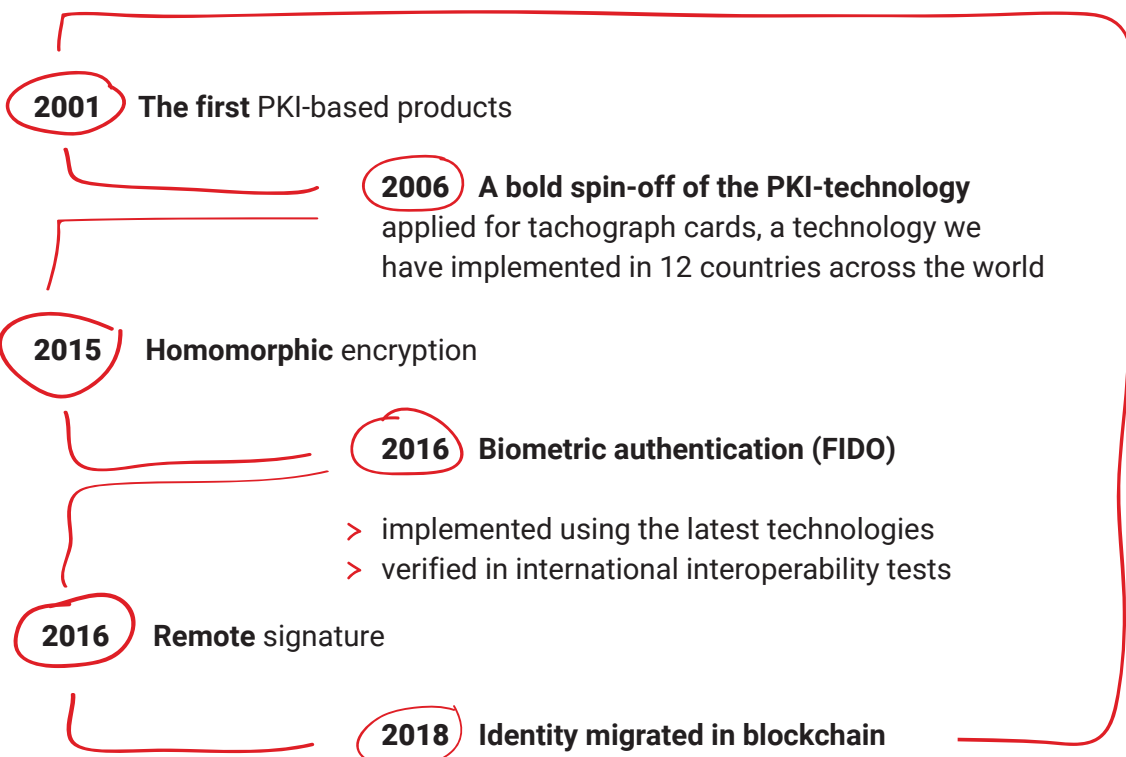 2001 The first PKI-based products
2006 A bold spin-off of the PKI-technology
applied for tachograph cards, a technology we
have implemented in 12 countries across the world
2015 Homomorphic encryption
2016 Biometric authentication (FIDO)
> implemented using the latest technologies
> verified in international interoperability tests
2016 Remote signature
2018 Identity migrated in blockchain